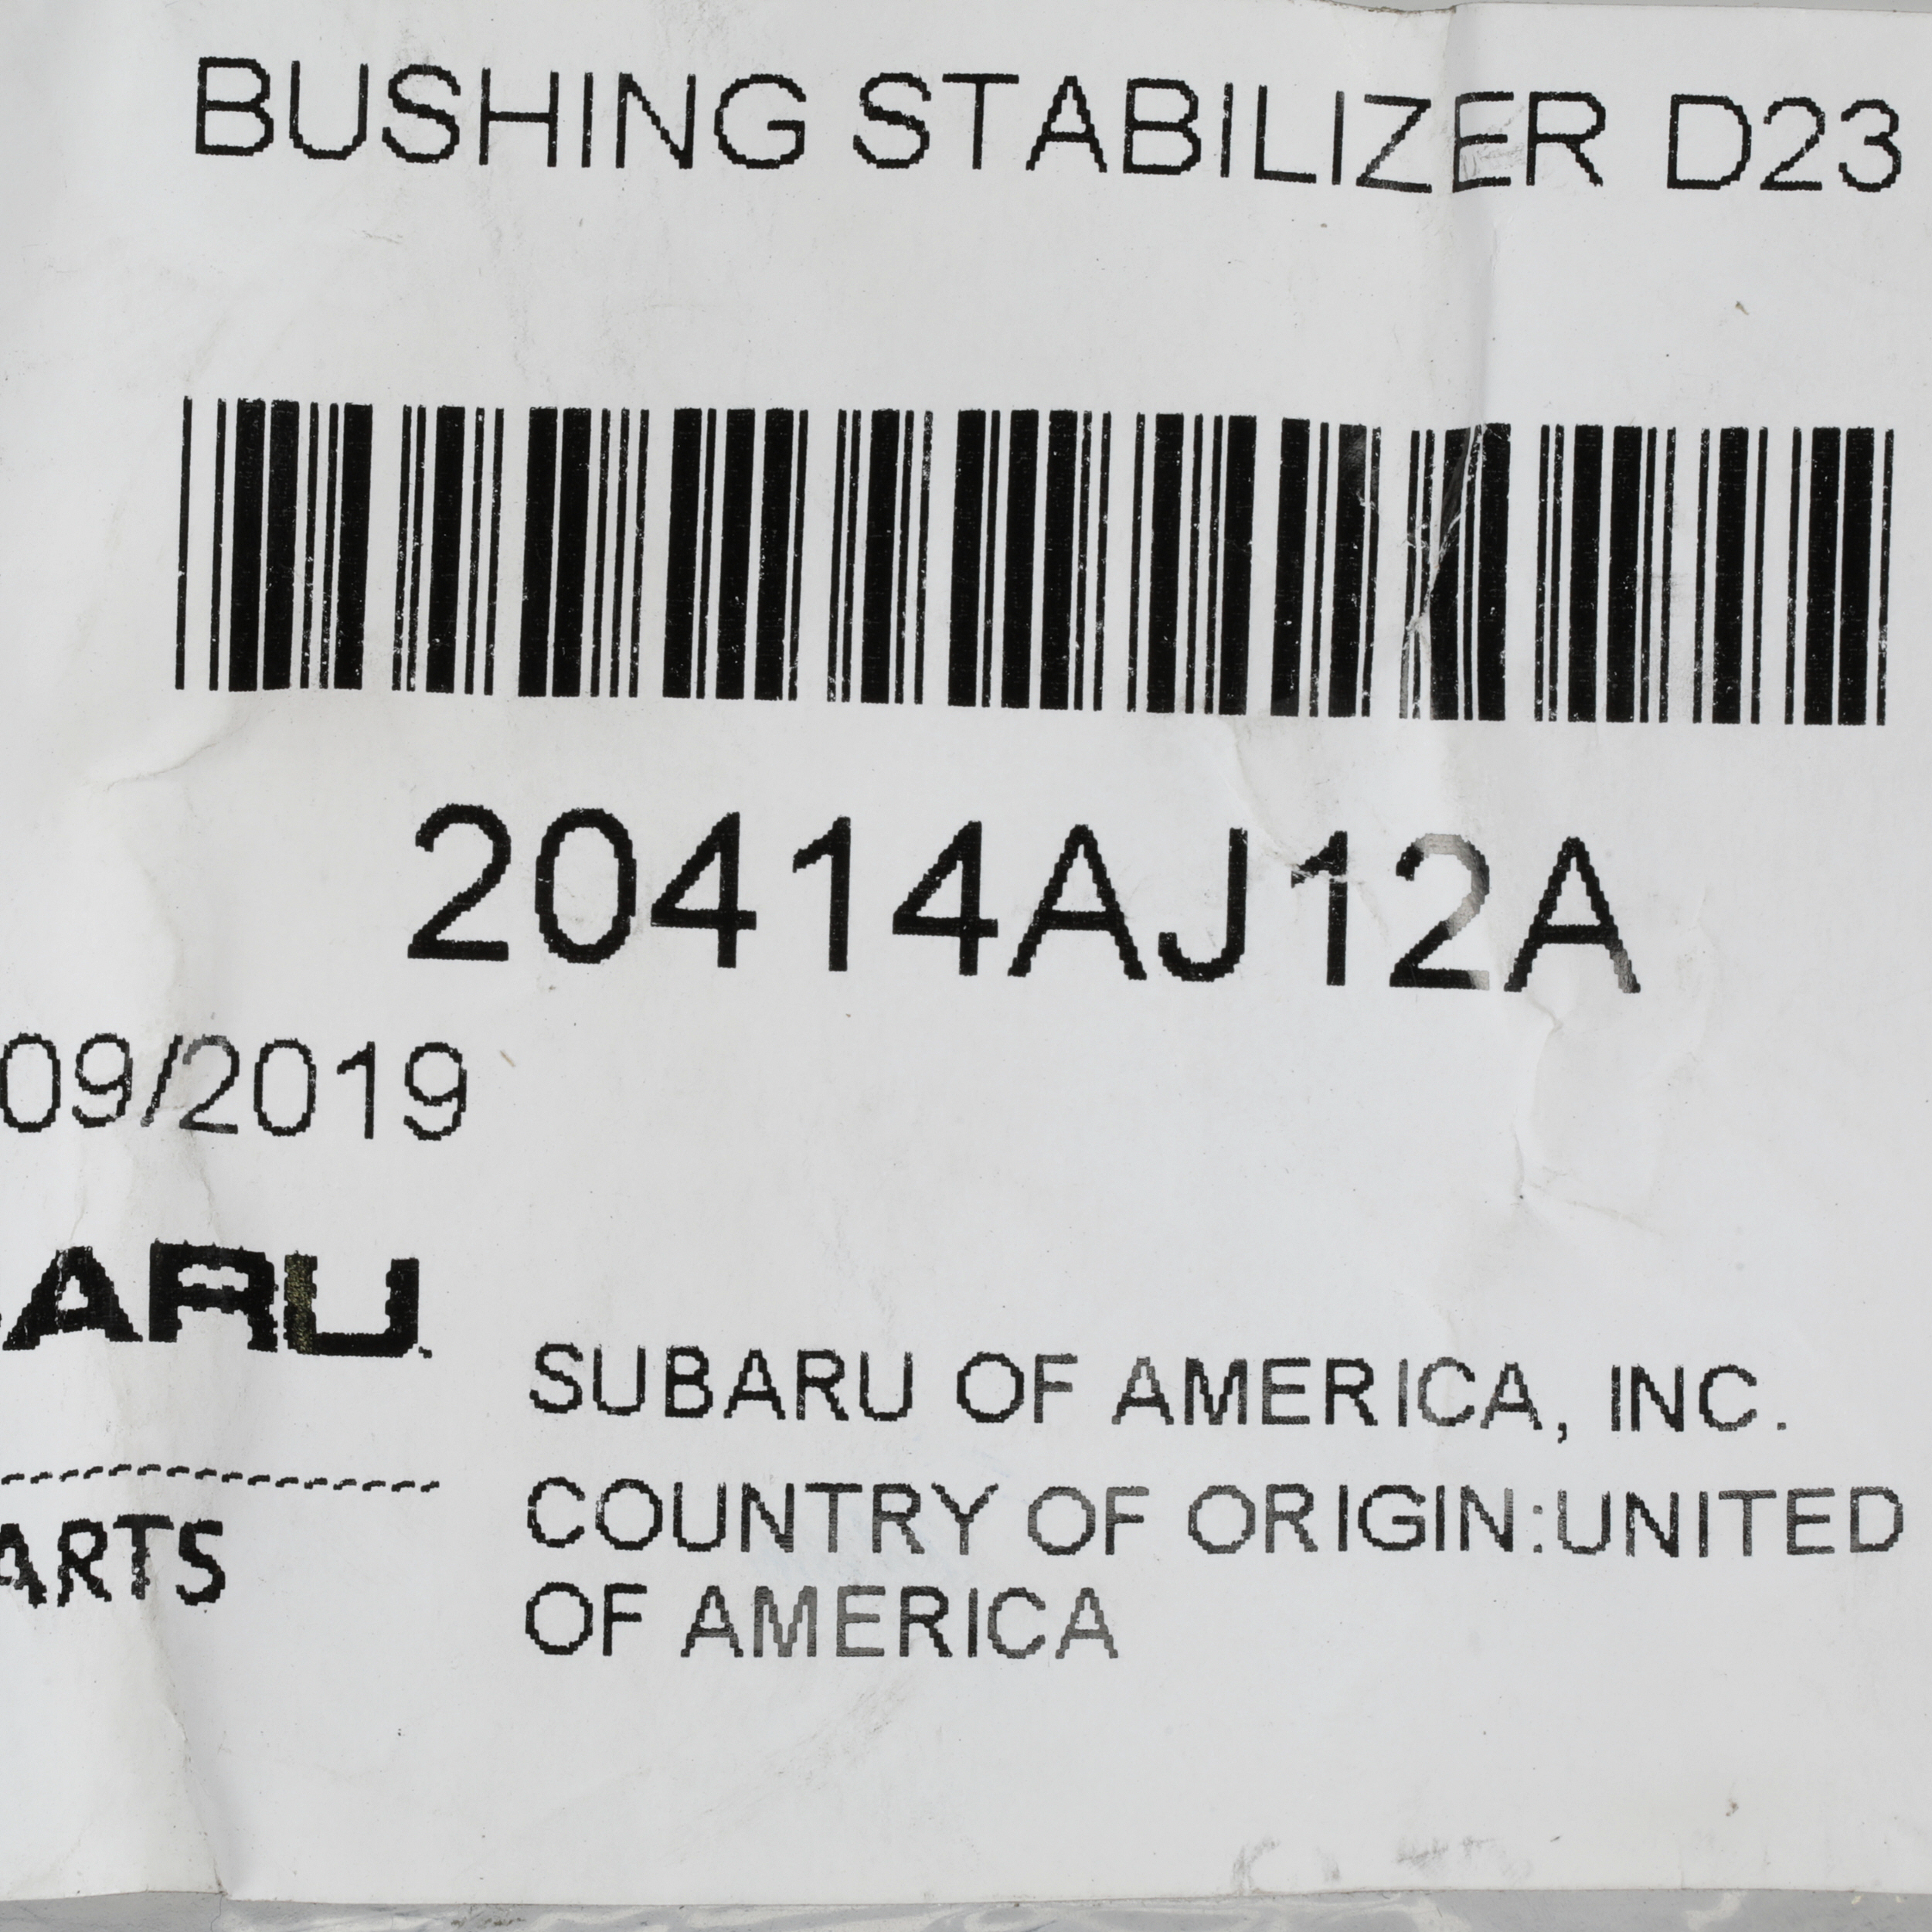 BUSHING STABILIZER D23
20414AJ12A
09/2019
ARU
SUBARU OF AMERICA, INC.
COUNTRY OF ORIGIN:UNITED
ARTS
OF AMERICA